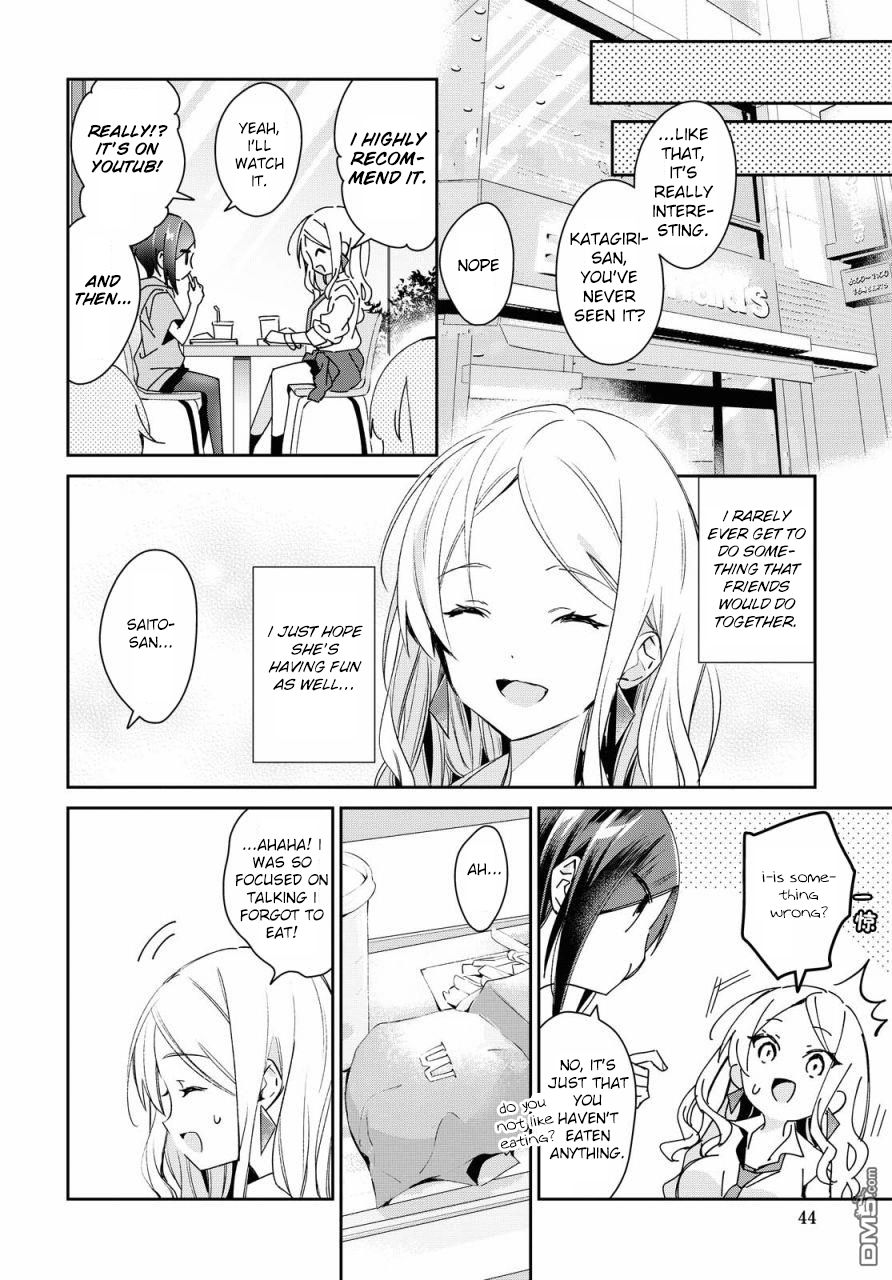 ...LIKE
THAT,
IT'S
REALLY
INTERE-
STING.
KATAGIRI-
SAN,
YOU'VE
NEVER
SEEN IT?
NOPE
I HIGHLY
RECOM-
MEND IT.
YEAH,
I'LL
WATCH
IT.
REALLY!?
IT'S ON
YOUTUB!
AND
THEN...
I RARELY
EVER GET TO
DO SOME-
THING THAT
FRIENDS
WOULD DO
TOGETHER.
I JUST HOPE
SHE'S
HAVING FUN
AS WELL...
SAITO-
SAN...
i-is some-
thing
wrong?
一惊
NO, IT'S
JUST THAT
YOU
HAVEN'T
EATEN
ANYTHING.
do you
not like
eating?
AH...
...AHAHA! I
WAS SO
FOCUSED ON
TALKING I
FORGOT TO
EAT!
44
DM5.com